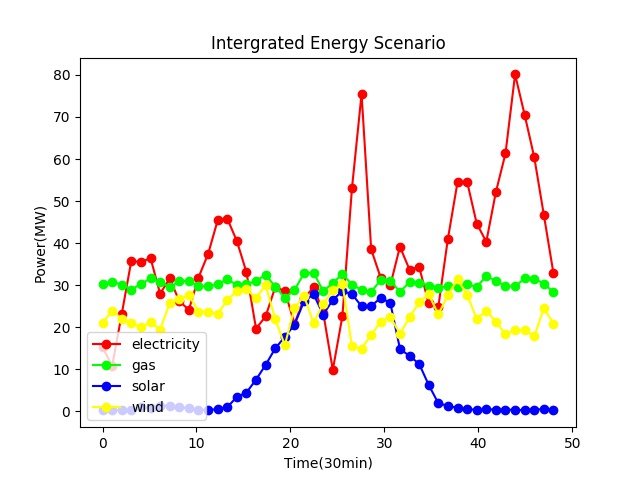 Intergrated Energy Scenario
Power(MW)
80
70
60
50
40
30
20
10
0
electricity
gas
solar
wind
0 10 20 30 40 50
Time(30min)